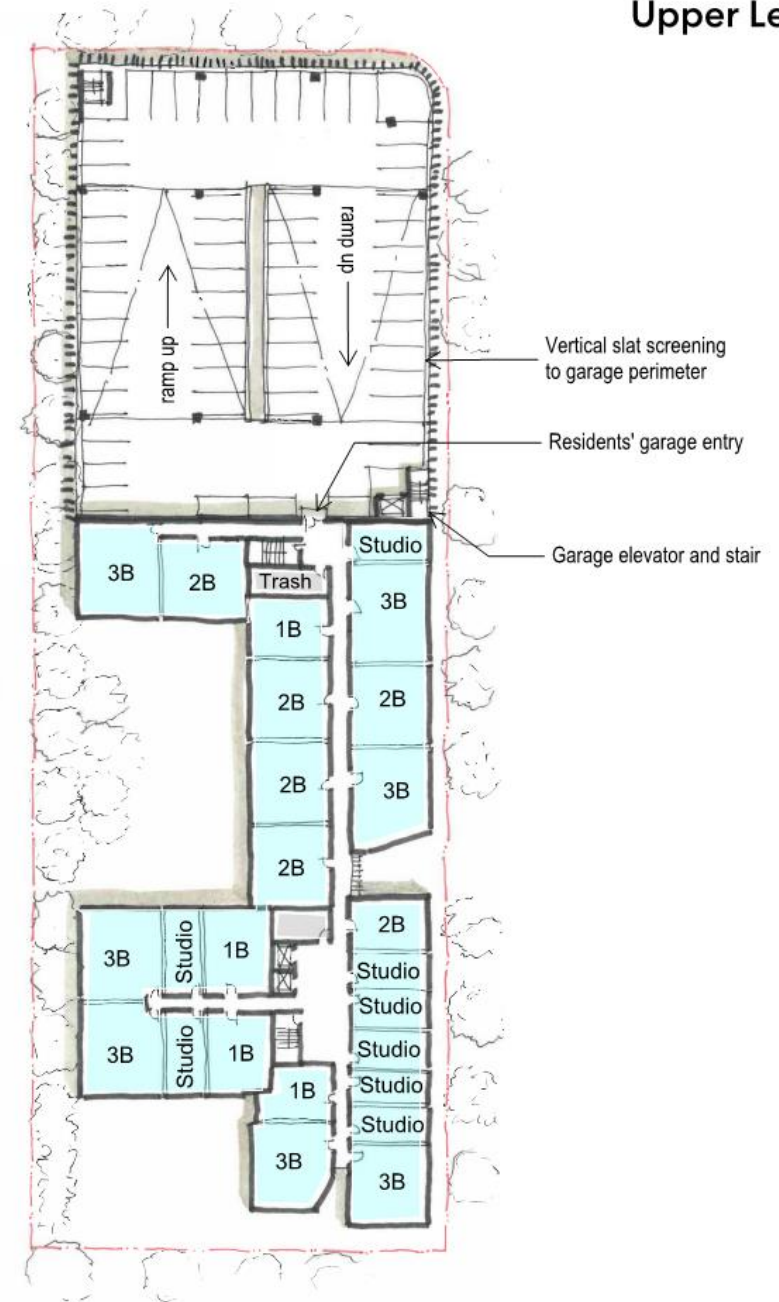 Upper Le
ramp up
ramp up
Vertical slat screening
to garage perimeter
Residents' garage entry
Garage elevator and stair
3B
2B
Trash
Studio
3B
1B
2B
2B
2B
3B
2B
2B
3B
Studio
1B
2B
Studio
Studio
3B
Studio
1B
Studio
Studio
1B
Studio
3B
3B